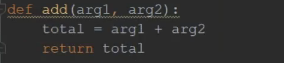 def add(arg1, arg2):
    total = arg1 + arg2
    return total